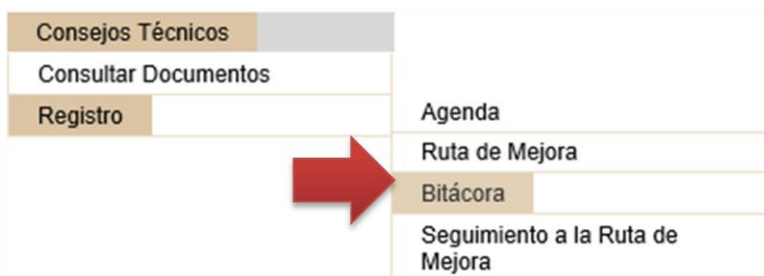 Consejos Técnicos
Consultar Documentos
Registro
Agenda
Ruta de Mejora
Bitácora
Seguimiento a la Ruta de
Mejora